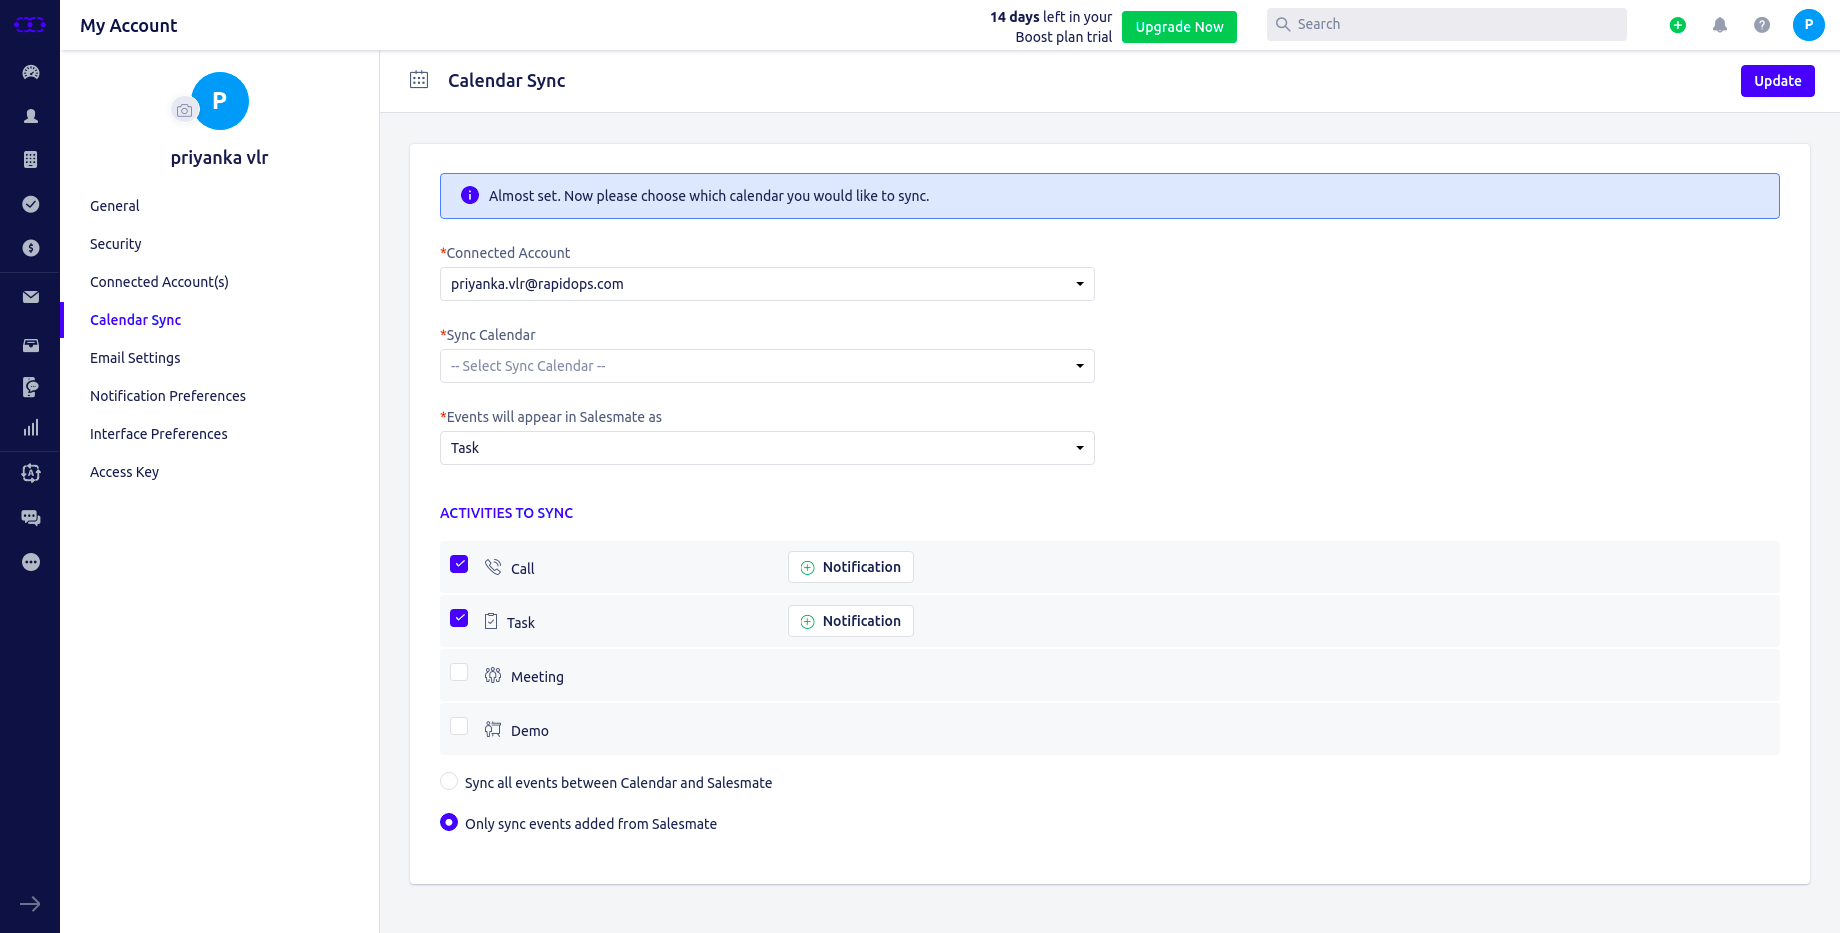 My Account
14 days left in your
Boost plan trial
Upgrade Now
Search
P
P
priyanka vlr
General
Security
Connected Account(s)
Calendar Sync
Email Settings
Notification Preferences
Interface Preferences
Access Key
Calendar Sync
Update
Almost set. Now please choose which calendar you would like to sync.
*Connected Account
priyanka.vlr@rapidops.com
*Sync Calendar
-- Select Sync Calendar --
*Events will appear in Salesmate as
Task
ACTIVITIES TO SYNC
Call Notification
Task Notification
Meeting
Demo
Sync all events between Calendar and Salesmate
Only sync events added from Salesmate